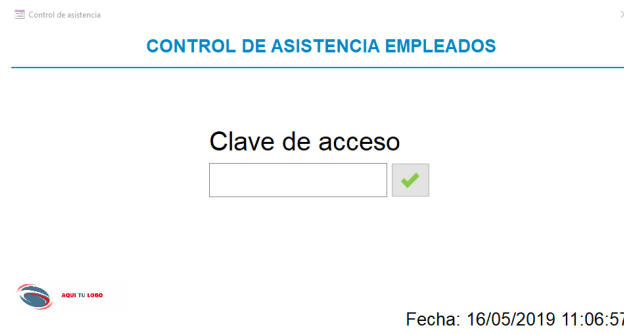 Control de asistencia
CONTROL DE ASISTENCIA EMPLEADOS
Clave de acceso
AQUI TU LOGO
Fecha: 16/05/2019 11:06:57